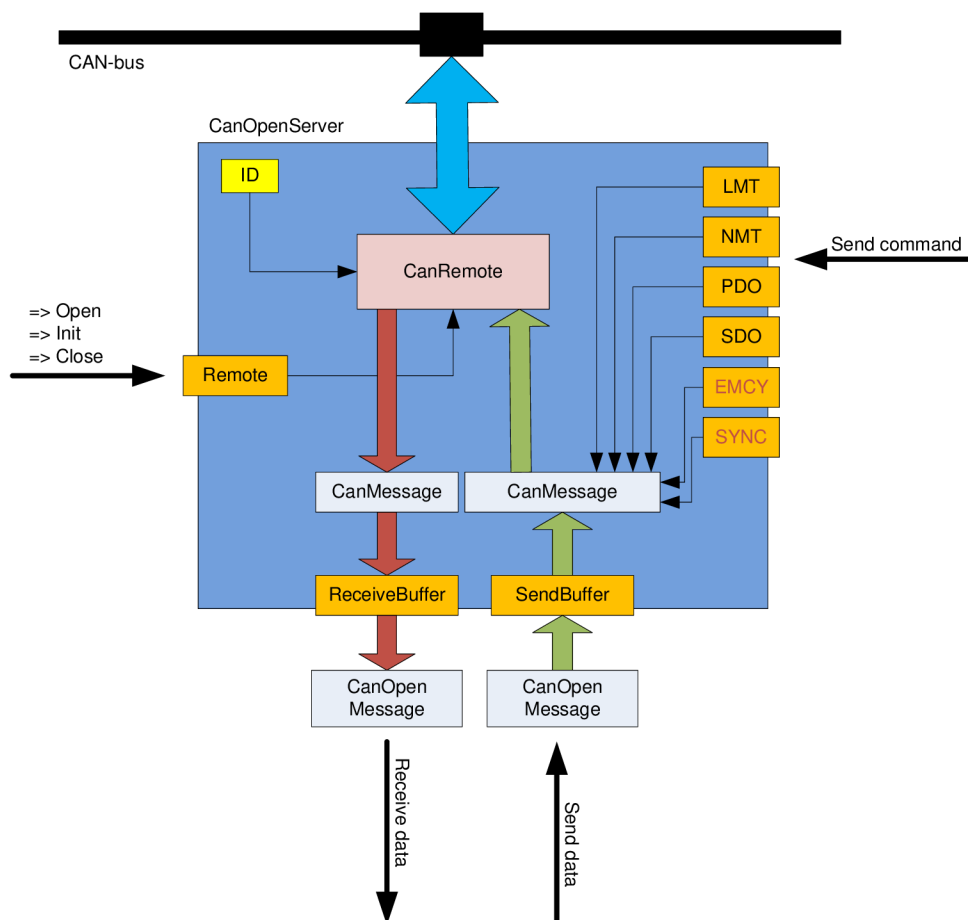 CAN-bus
CanOpenServer
ID
LMT
NMT
Send command
CanRemote
PDO
=> Open
=> Init
=> Close
SDO
Remote
EMCY
SYNC
CanMessage
CanMessage
ReceiveBuffer
SendBuffer
CanOpen
Message
CanOpen
Message
Receive data
Send data